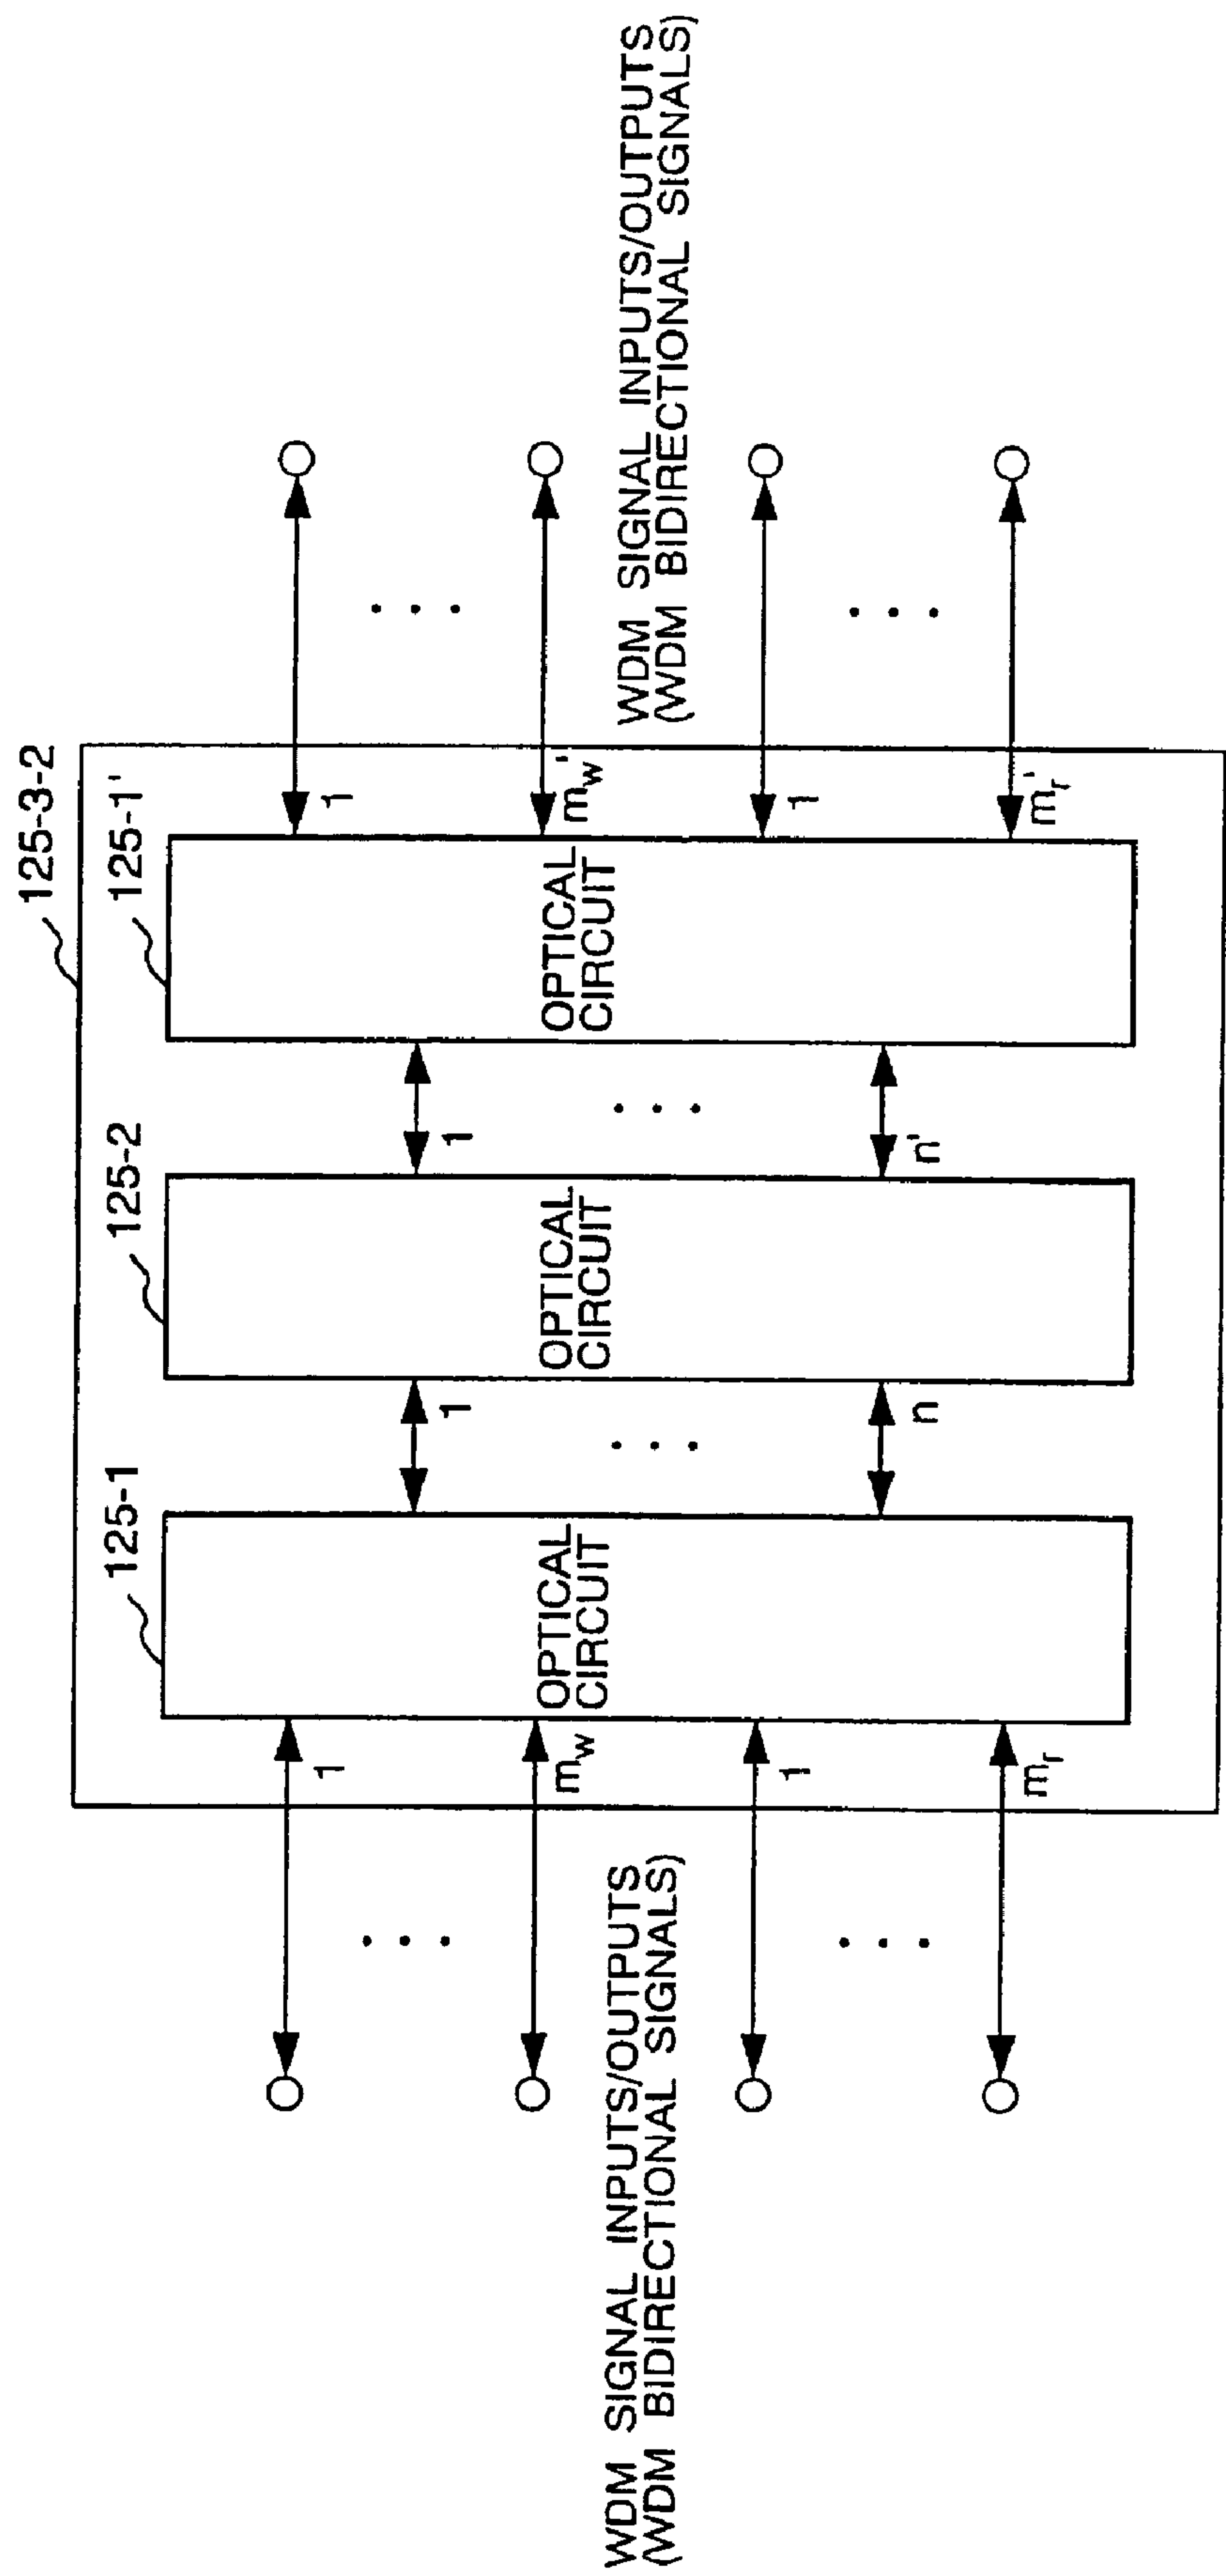 125-3-2
125-1
125-2
125-1'
WDM SIGNAL INPUTS/OUTPUTS
(WDM BIDIRECTIONAL SIGNALS)
1
m_w
1
m_r
OPTICAL
CIRCUIT
1
n
OPTICAL
CIRCUIT
1
n'
OPTICAL
CIRCUIT
1
m_w'
1
m_r'
WDM SIGNAL INPUTS/OUTPUTS
(WDM BIDIRECTIONAL SIGNALS)